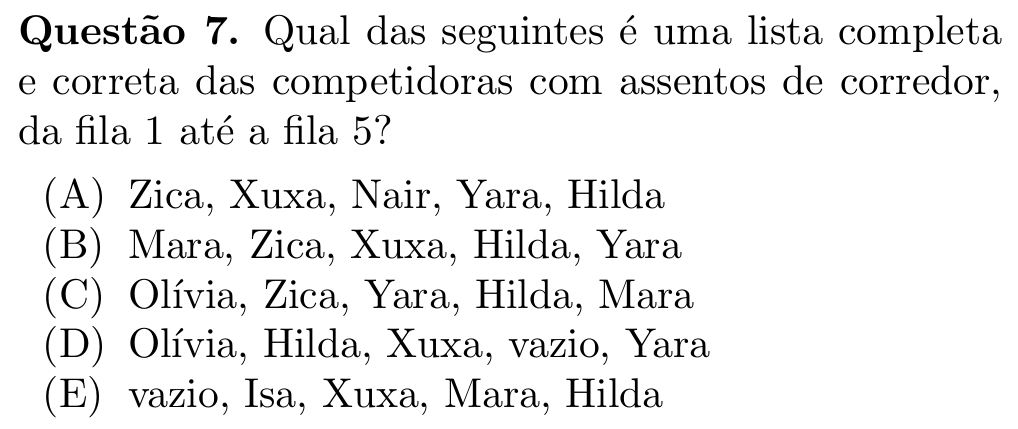 Questão 7. Qual das seguintes é uma lista completa
e correta das competidoras com assentos de corredor,
da fila 1 até a fila 5?
(A) Zica, Xuxa, Nair, Yara, Hilda
(B) Mara, Zica, Xuxa, Hilda, Yara
(C) Olívia, Zica, Yara, Hilda, Mara
(D) Olívia, Hilda, Xuxa, vazio, Yara
(E) vazio, Isa, Xuxa, Mara, Hilda